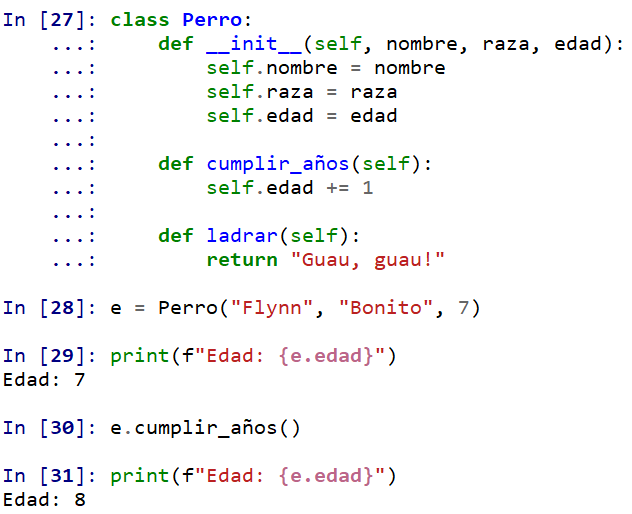 In [27]: class Perro:
    ...:     def __init__(self, nombre, raza, edad):
    ...:         self.nombre = nombre
    ...:         self.raza = raza
    ...:         self.edad = edad
    ...:
    ...:     def cumplir_años(self):
    ...:         self.edad += 1
    ...:
    ...:     def ladrar(self):
    ...:         return "Guau, guau!"
In [28]: e = Perro("Flynn", "Bonito", 7)
In [29]: print(f"Edad: {e.edad}")
Edad: 7
In [30]: e.cumplir_años()
In [31]: print(f"Edad: {e.edad}")
Edad: 8